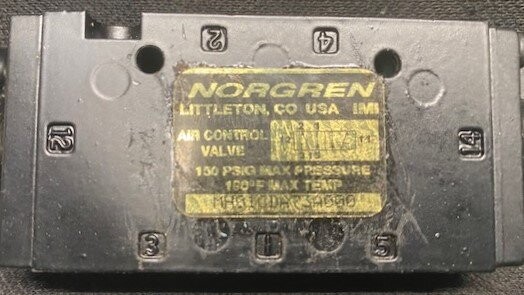 2 4
NORGREN
LITTLETON, CO USA IMI
12 AIR CONTROL 14
VALVE
150 PSIG MAX PRESSURE
160°F MAX TEMP
3 1 5